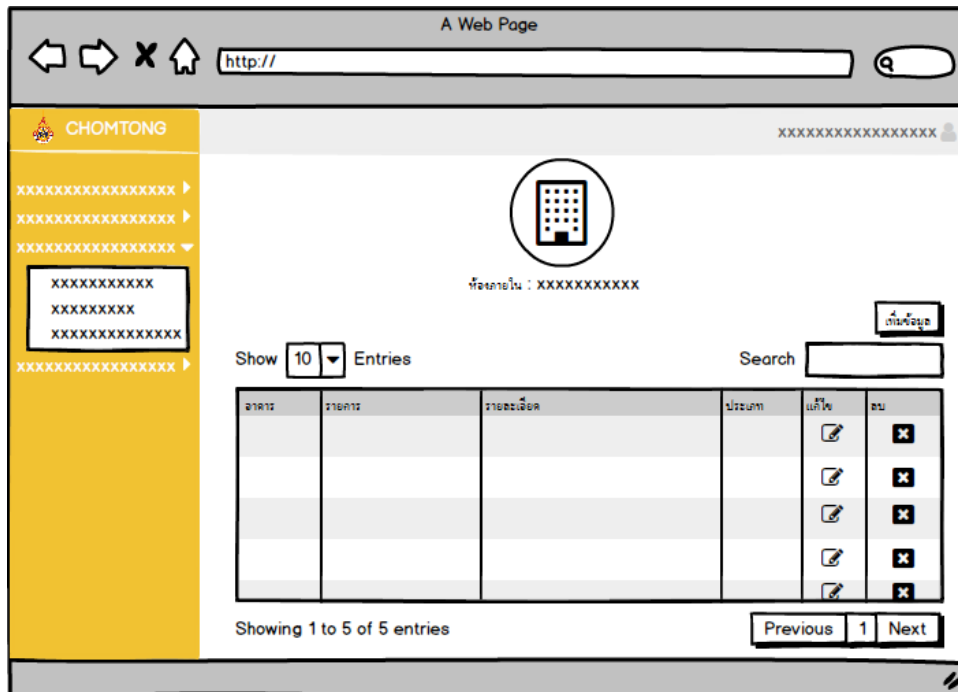 A Web Page
http://
CHOMTONG
xxxxxxxxxxxxxxxxx
xxxxxxxxxxxxxxxxx
xxxxxxxxxxxxxxxxx
xxxxxxxxxxxxxxxxx
xxxxxxxxxxx
xxxxxxxxx
xxxxxxxxxxxxxx
xxxxxxxxxxxxxxxxx
ห้องภายใน : xxxxxxxxxxx
เพิ่มข้อมูล
Show 10 Entries Search
อาคาร รายการ รายละเอียด ประเภท แก้ไข ลบ
Showing 1 to 5 of 5 entries Previous 1 Next